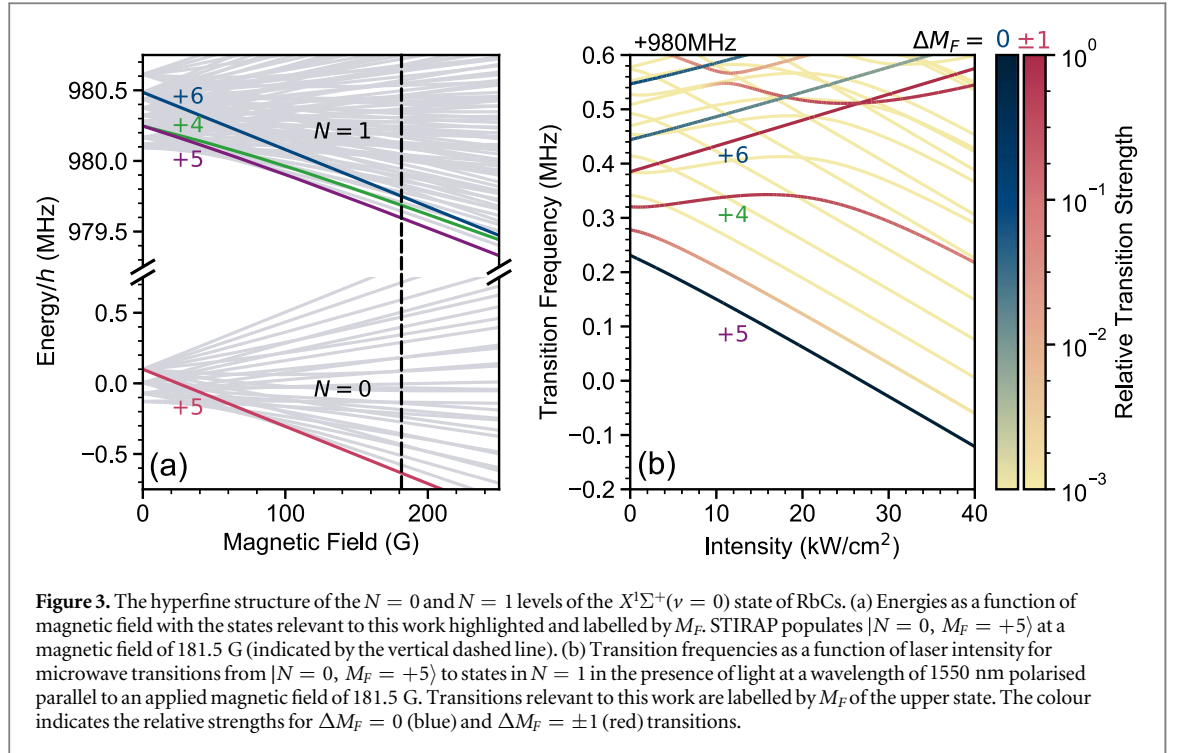 980.5
980.0
979.5
0.5
0.0
−0.5
Energy/h (MHz)
+6
+4
+5
N = 1
+5
N = 0
(a)
0
100
200
Magnetic Field (G)
+980MHz
0.6
0.5
0.4
0.3
0.2
0.1
0.0
−0.1
−0.2
Transition Frequency (MHz)
+6
+4
+5
(b)
0
10
20
30
40
Intensity (kW/cm²)
ΔM_F = 0 ±1
10⁰
10⁻¹
10⁻²
10⁻³
Relative Transition Strength
Figure 3. The hyperfine structure of the N = 0 and N = 1 levels of the X¹Σ⁺(ν = 0) state of RbCs. (a) Energies as a function of
magnetic field with the states relevant to this work highlighted and labelled by M_F. STIRAP populates |N = 0, M_F = +5⟩ at a
magnetic field of 181.5 G (indicated by the vertical dashed line). (b) Transition frequencies as a function of laser intensity for
microwave transitions from |N = 0, M_F = +5⟩ to states in N = 1 in the presence of light at a wavelength of 1550 nm polarised
parallel to an applied magnetic field of 181.5 G. Transitions relevant to this work are labelled by M_F of the upper state. The colour
indicates the relative strengths for ΔM_F = 0 (blue) and ΔM_F = ±1 (red) transitions.